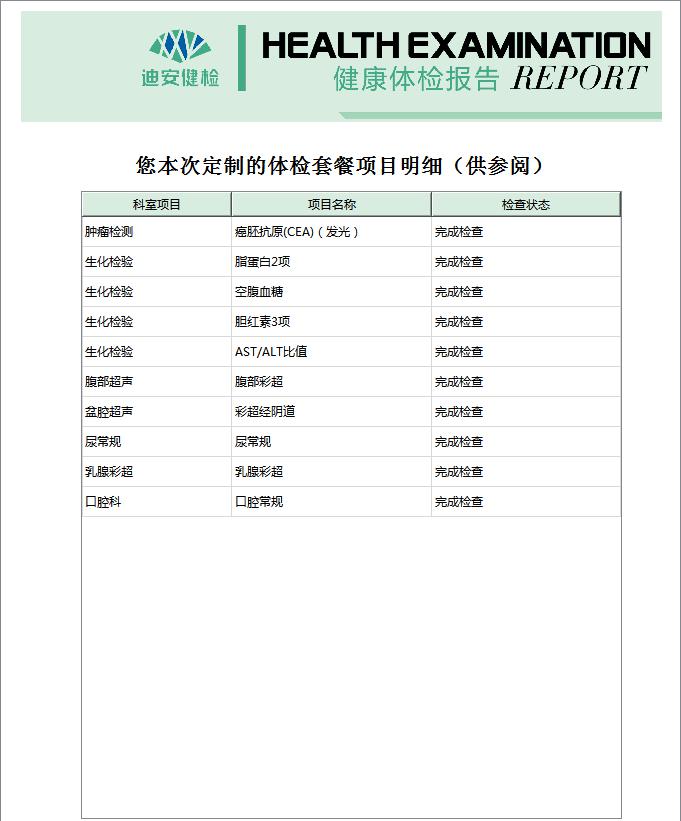 HEALTH EXAMINATION
迪安健检
健康体检报告 REPORT
您本次定制的体检套餐项目明细（供参阅）
科室项目 项目名称 检查状态
肿瘤检测 癌胚抗原(CEA)（发光） 完成检查
生化检验 脂蛋白2项 完成检查
生化检验 空腹血糖 完成检查
生化检验 胆红素3项 完成检查
生化检验 AST/ALT比值 完成检查
腹部超声 腹部彩超 完成检查
盆腔超声 彩超经阴道 完成检查
尿常规 尿常规 完成检查
乳腺彩超 乳腺彩超 完成检查
口腔科 口腔常规 完成检查